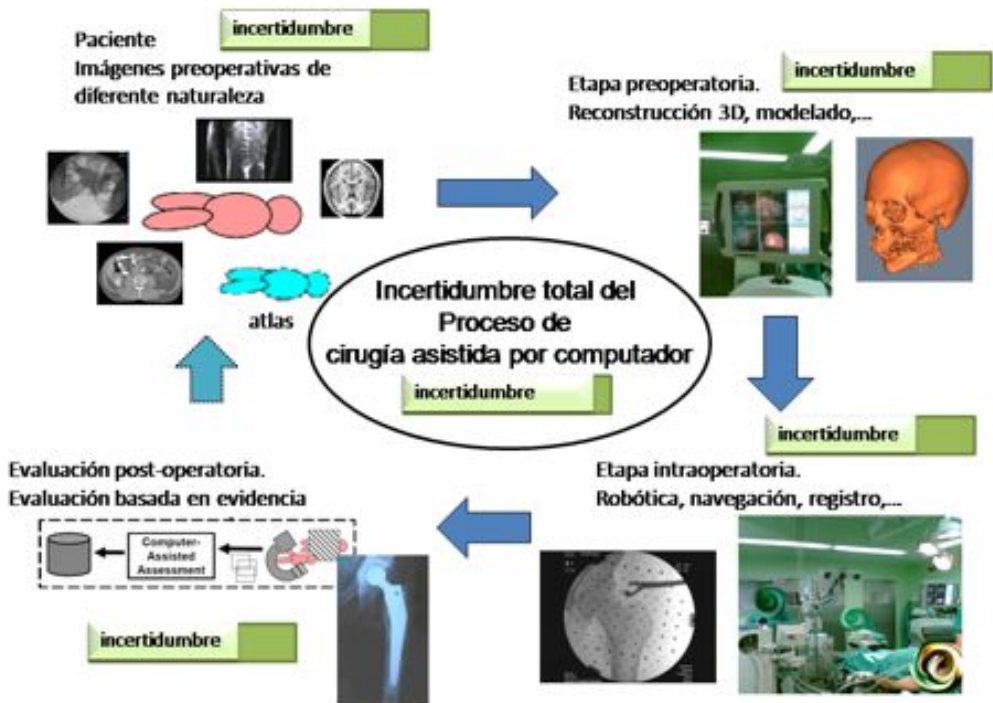 incertidumbre
Paciente
Imágenes preoperativas de
diferente naturaleza
atlas
incertidumbre
Etapa preoperatoria.
Reconstrucción 3D, modelado,...
Incertidumbre total del
Proceso de
cirugía asistida por computador
incertidumbre
incertidumbre
Etapa intraoperatoria.
Robótica, navegación, registro,...
Evaluación post-operatoria.
Evaluación basada en evidencia
Computer-
Assisted
Assessment
incertidumbre